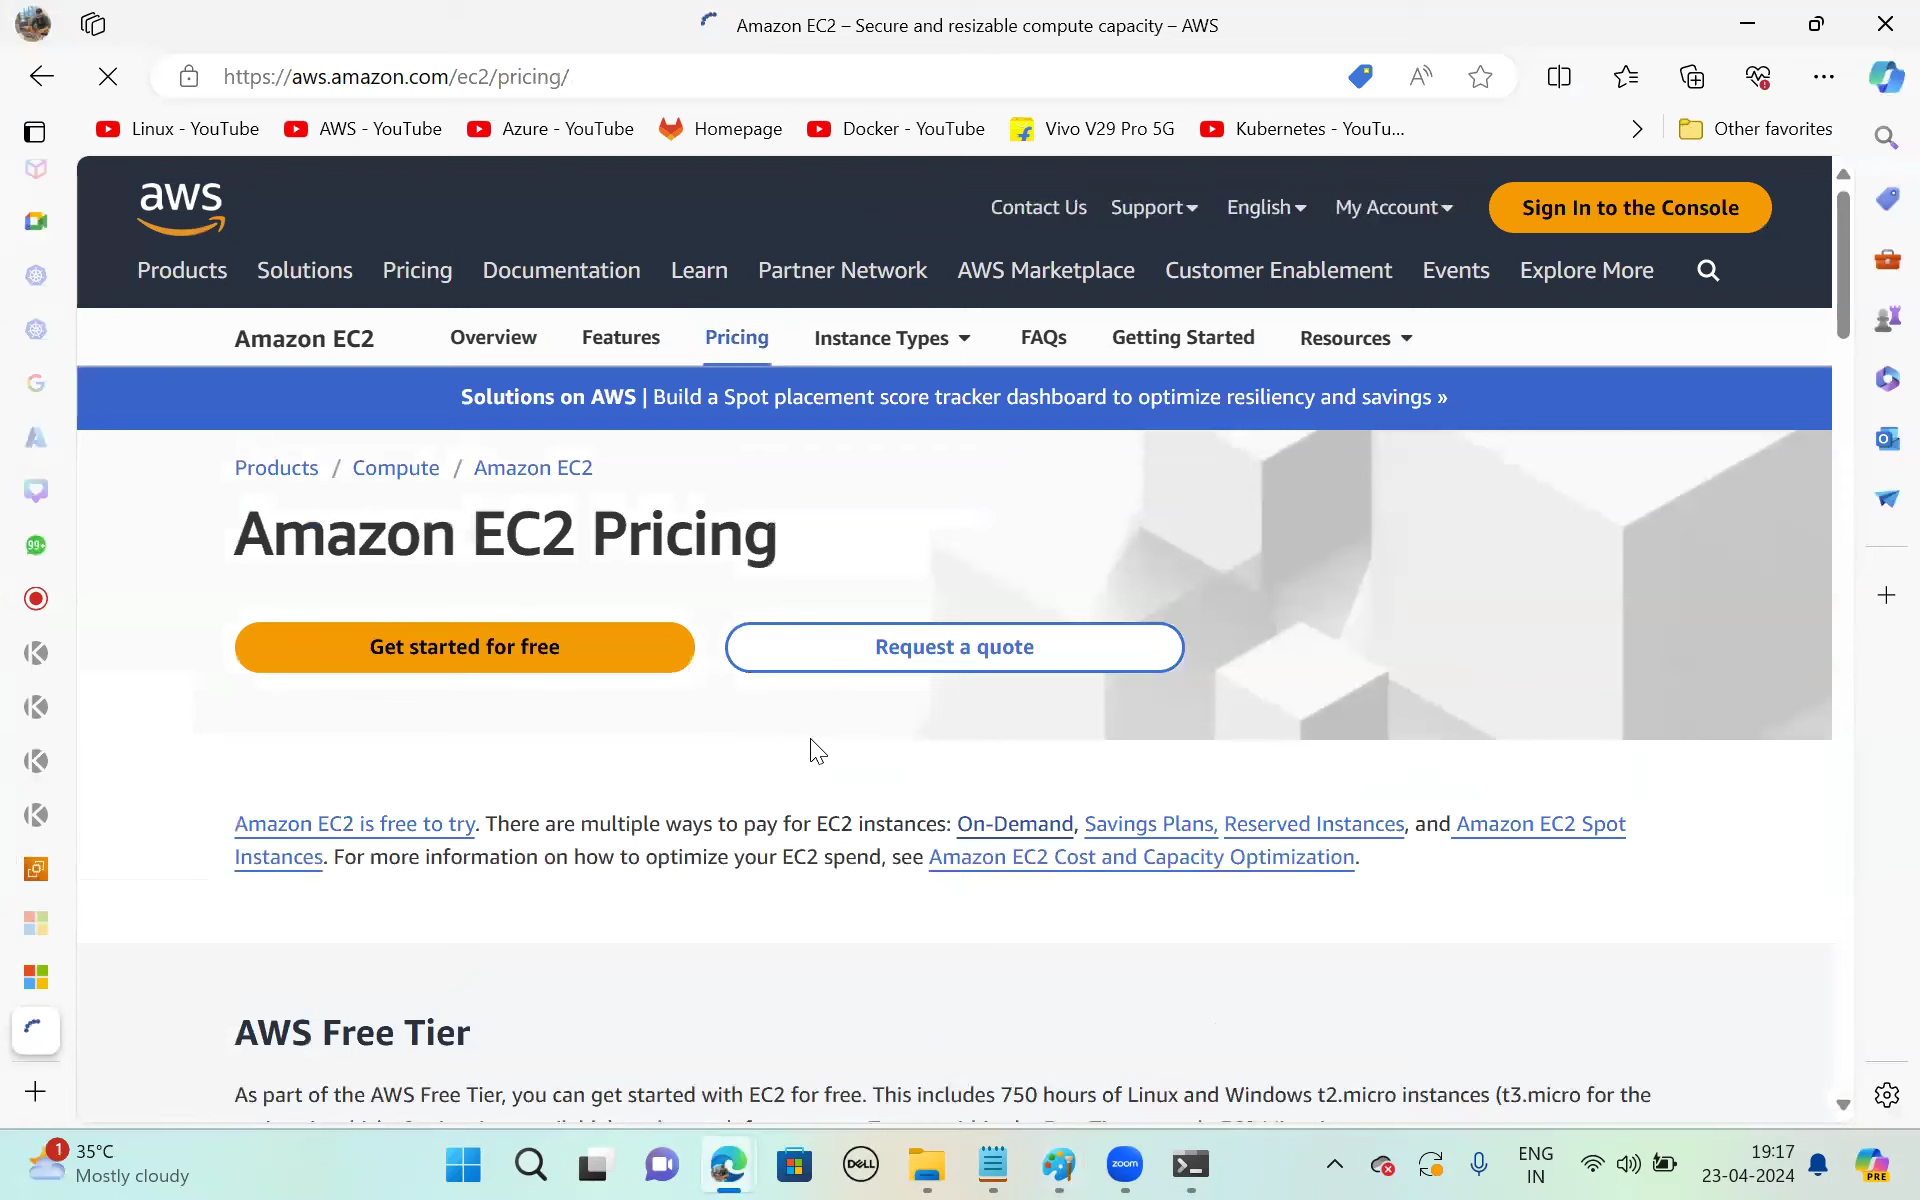 Amazon EC2 – Secure and resizable compute capacity – AWS
https://aws.amazon.com/ec2/pricing/
Linux - YouTube
AWS - YouTube
Azure - YouTube
Homepage
Docker - YouTube
Vivo V29 Pro 5G
Kubernetes - YouTu...
Other favorites
aws
Contact Us
Support
English
My Account
Sign In to the Console
Products
Solutions
Pricing
Documentation
Learn
Partner Network
AWS Marketplace
Customer Enablement
Events
Explore More
Amazon EC2
Overview
Features
Pricing
Instance Types
FAQs
Getting Started
Resources
Solutions on AWS | Build a Spot placement score tracker dashboard to optimize resiliency and savings »
Products / Compute / Amazon EC2
Amazon EC2 Pricing
Get started for free
Request a quote
Amazon EC2 is free to try. There are multiple ways to pay for EC2 instances: On-Demand, Savings Plans, Reserved Instances, and Amazon EC2 Spot
Instances. For more information on how to optimize your EC2 spend, see Amazon EC2 Cost and Capacity Optimization.
AWS Free Tier
As part of the AWS Free Tier, you can get started with EC2 for free. This includes 750 hours of Linux and Windows t2.micro instances (t3.micro for the
99+
1
35°C
Mostly cloudy
DELL
zoom
ENG
IN
19:17
23-04-2024
PRE